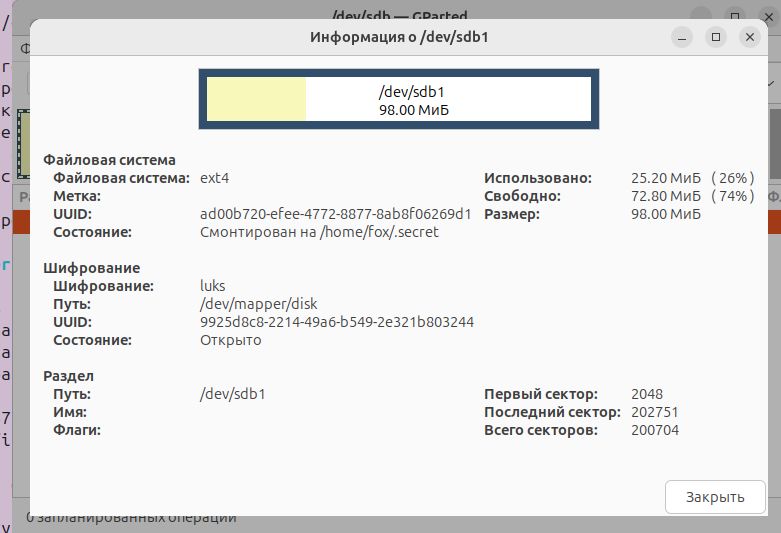 /dev/sdb — GParted
Информация о /dev/sdb1
/dev/sdb1
98.00 МиБ
Файловая система
Файловая система: ext4
Использовано: 25.20 МиБ ( 26% )
Метка:
Свободно: 72.80 МиБ ( 74% )
UUID: ad00b720-efee-4772-8877-8ab8f06269d1
Размер: 98.00 МиБ
Состояние: Смонтирован на /home/fox/.secret
Шифрование
Шифрование: luks
Путь: /dev/mapper/disk
UUID: 9925d8c8-2214-49a6-b549-2e321b803244
Состояние: Открыто
Раздел
Путь: /dev/sdb1
Первый сектор: 2048
Имя:
Последний сектор: 202751
Флаги:
Всего секторов: 200704
Закрыть
0 запланированных операций